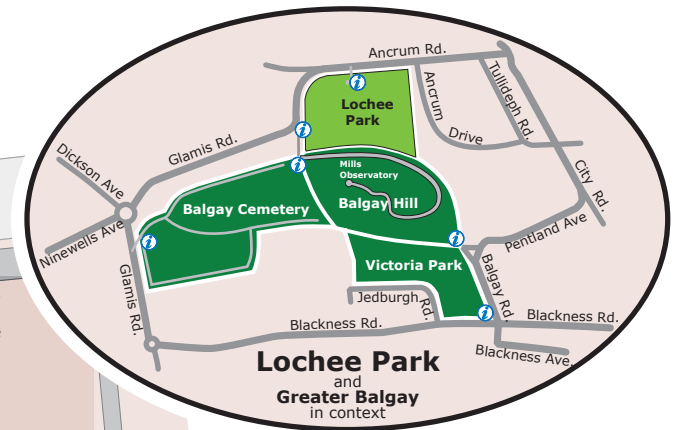 Ancrum Rd.
Ancrum
Drive
Tullideph Rd.
City Rd.
Lochee
Park
Glamis Rd.
Dickson Ave
Mills
Observatory
Balgay Hill
Balgay Cemetery
Ninewells Ave
Pentland Ave
Victoria Park
Balgay Rd.
Glamis Rd.
Jedburgh Rd.
Blackness Rd.
Blackness Rd.
Blackness Ave.
Lochee Park
and
Greater Balgay
in context
i
i
i
i
i
i